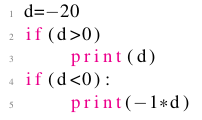 1 d=−20
2 if(d>0)
3 print(d)
4 if(d<0):
5 print(−1*d)